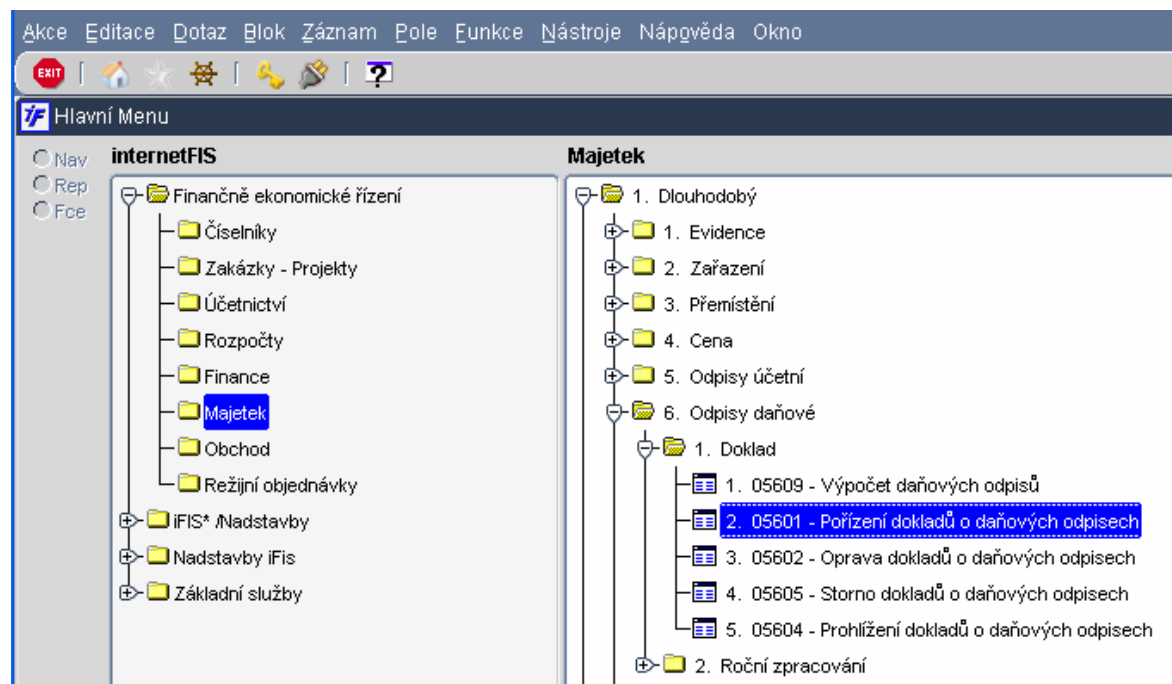 Akce Editace Dotaz Blok Záznam Pole Funkce Nástroje Nápověda Okno
EXIT
Hlavní Menu
Nav
Rep
Fce
internetFIS
Finančně ekonomické řízení
Číselníky
Zakázky - Projekty
Účetnictví
Rozpočty
Finance
Majetek
Obchod
Režijní objednávky
iFIS* /Nadstavby
Nadstavby iFis
Základní služby
Majetek
1. Dlouhodobý
1. Evidence
2. Zařazení
3. Přemístění
4. Cena
5. Odpisy účetní
6. Odpisy daňové
1. Doklad
1. 05609 - Výpočet daňových odpisů
2. 05601 - Pořízení dokladů o daňových odpisech
3. 05602 - Oprava dokladů o daňových odpisech
4. 05605 - Storno dokladů o daňových odpisech
5. 05604 - Prohlížení dokladů o daňových odpisech
2. Roční zpracování